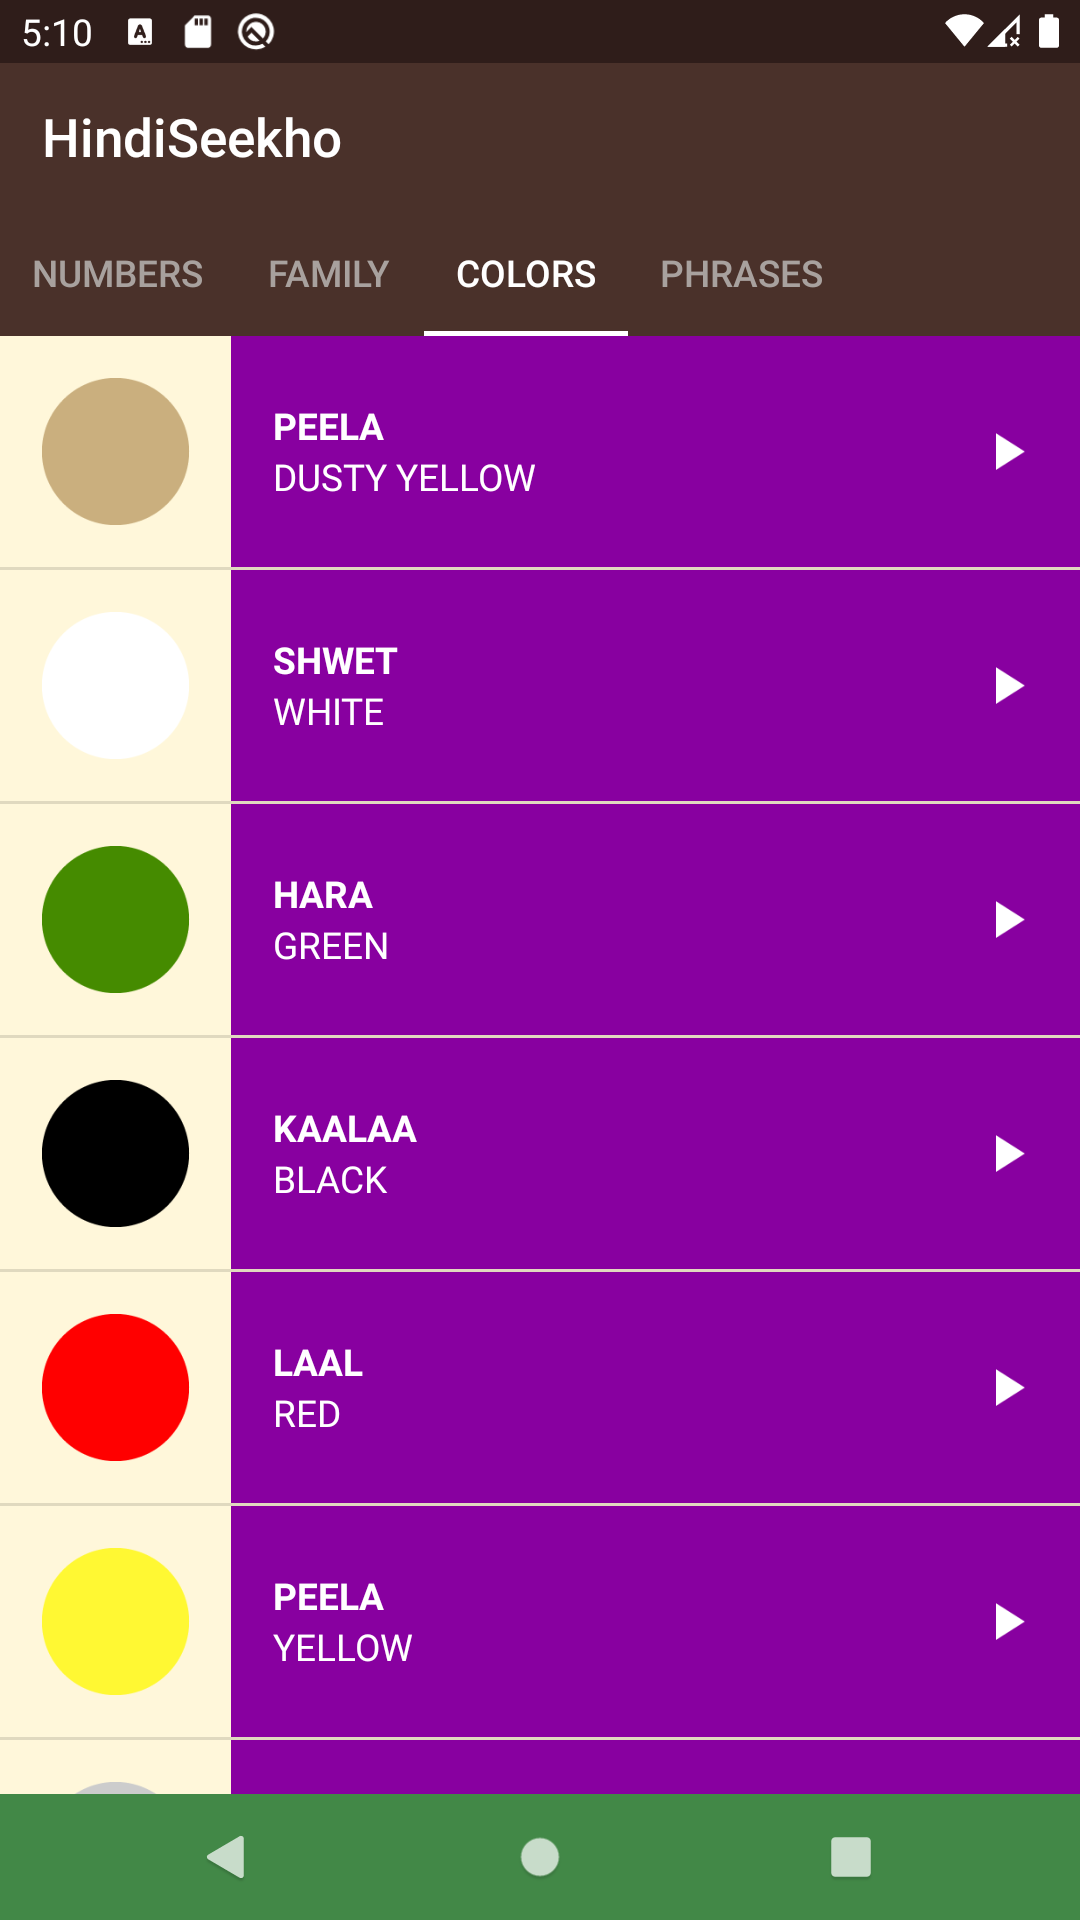 5:10
HindiSeekho
NUMBERS FAMILY COLORS PHRASES
PEELA
DUSTY YELLOW
SHWET
WHITE
HARA
GREEN
KAALAA
BLACK
LAAL
RED
PEELA
YELLOW